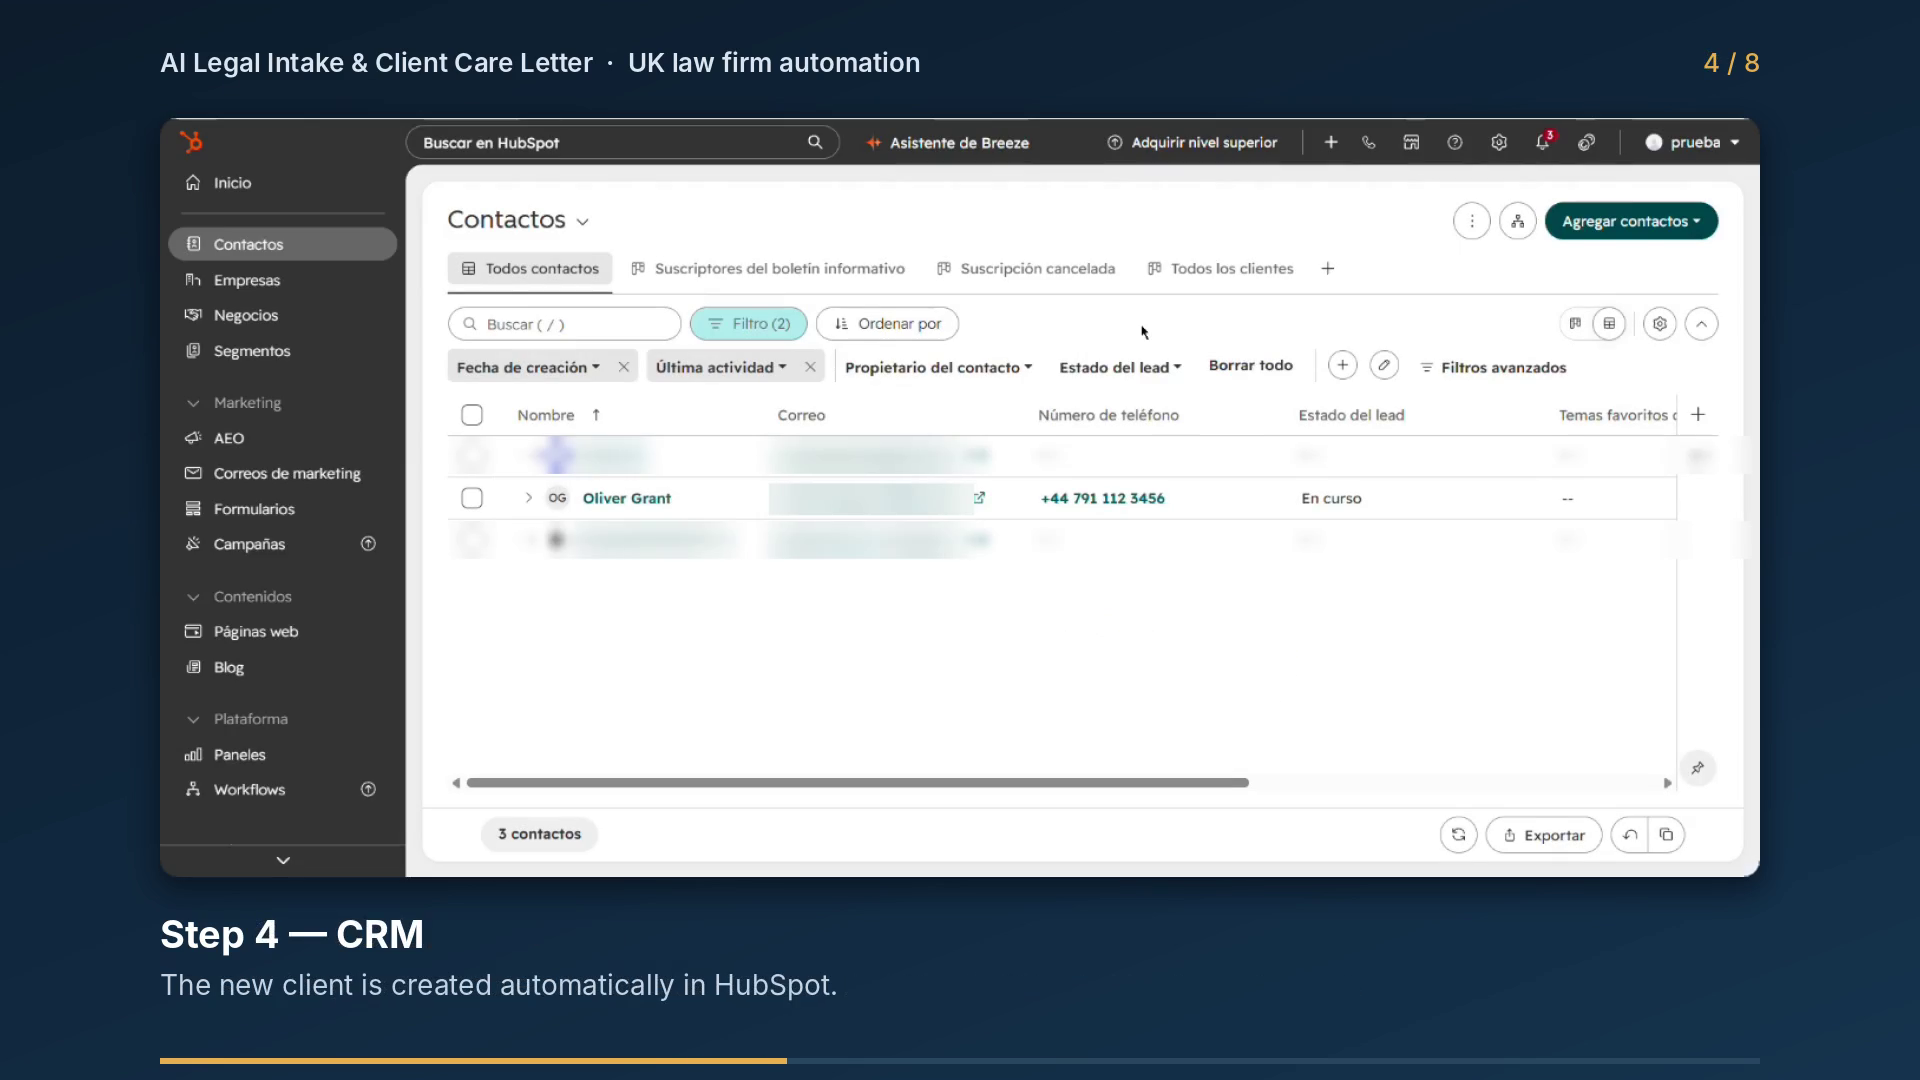 AI Legal Intake & Client Care Letter · UK law firm automation
4 / 8
Buscar en HubSpot
Asistente de Breeze
Adquirir nivel superior
3
prueba
Inicio
Contactos
Empresas
Negocios
Segmentos
Marketing
AEO
Correos de marketing
Formularios
Campañas
Contenidos
Páginas web
Blog
Plataforma
Paneles
Workflows
Contactos
Agregar contactos
Todos contactos
Suscriptores del boletín informativo
Suscripción cancelada
Todos los clientes
Buscar ( / )
Filtro (2)
Ordenar por
Fecha de creación
Última actividad
Propietario del contacto
Estado del lead
Borrar todo
Filtros avanzados
Nombre
Correo
Número de teléfono
Estado del lead
Temas favoritos
OG
Oliver Grant
+44 791 112 3456
En curso
--
3 contactos
Exportar
Step 4 — CRM
The new client is created automatically in HubSpot.